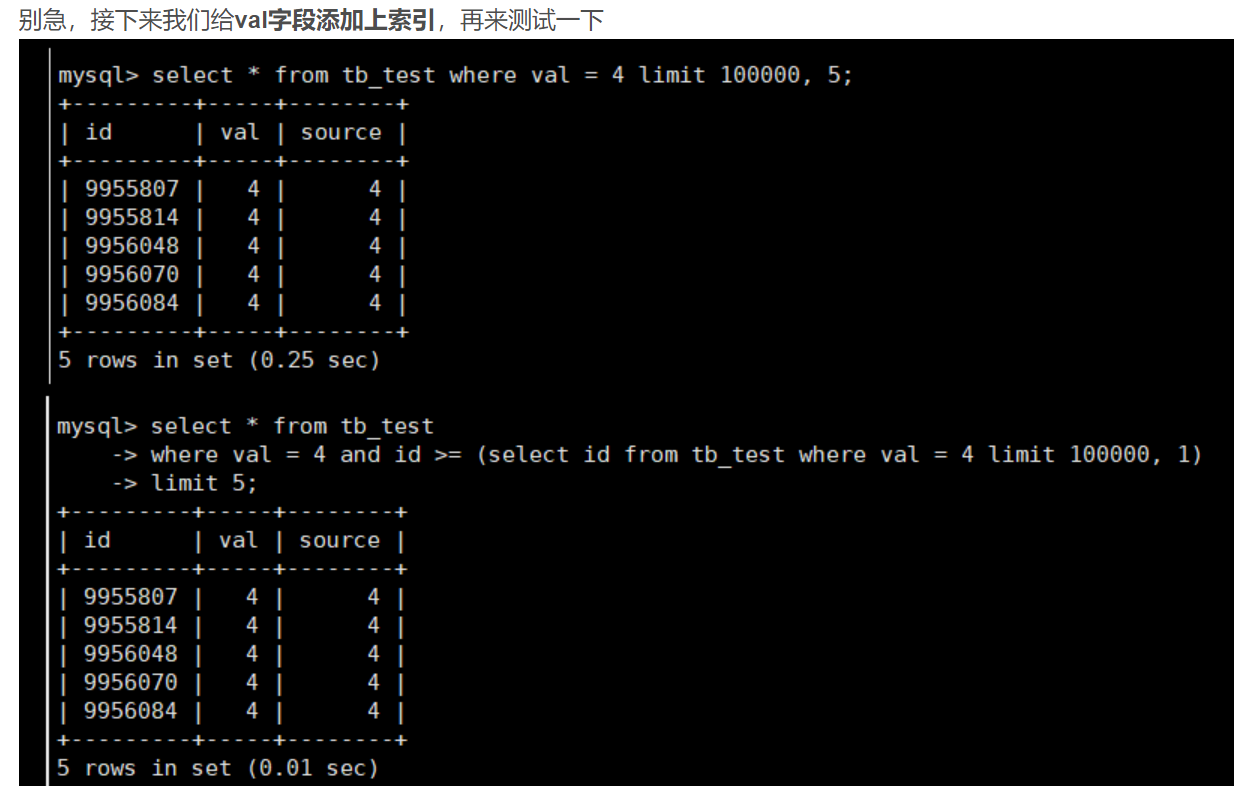 别急，接下来我们给val字段添加上索引，再来测试一下
mysql> select * from tb_test where val = 4 limit 100000, 5;
+---------+-----+--------+
| id      | val | source |
+---------+-----+--------+
| 9955807 |   4 |      4 |
| 9955814 |   4 |      4 |
| 9956048 |   4 |      4 |
| 9956070 |   4 |      4 |
| 9956084 |   4 |      4 |
+---------+-----+--------+
5 rows in set (0.25 sec)
mysql> select * from tb_test
    -> where val = 4 and id >= (select id from tb_test where val = 4 limit 100000, 1)
    -> limit 5;
+---------+-----+--------+
| id      | val | source |
+---------+-----+--------+
| 9955807 |   4 |      4 |
| 9955814 |   4 |      4 |
| 9956048 |   4 |      4 |
| 9956070 |   4 |      4 |
| 9956084 |   4 |      4 |
+---------+-----+--------+
5 rows in set (0.01 sec)